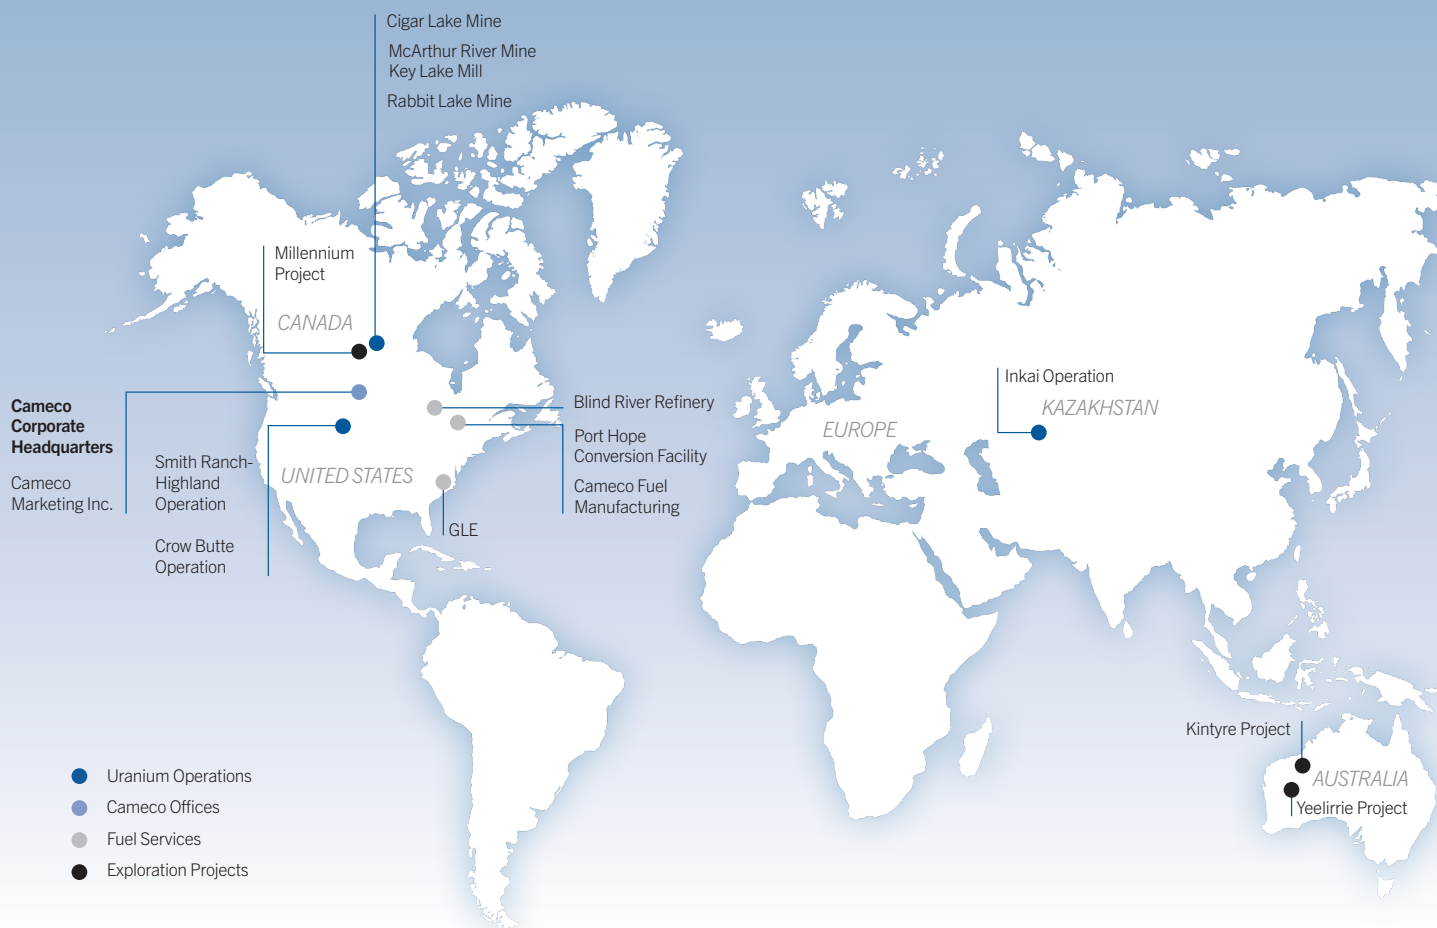 Cigar Lake Mine
McArthur River Mine
Key Lake Mill
Rabbit Lake Mine
Millennium
Project
CANADA
Cameco
Corporate
Headquarters
Cameco
Marketing Inc.
Smith Ranch-
Highland
Operation
Crow Butte
Operation
UNITED STATES
GLE
Blind River Refinery
Port Hope
Conversion Facility
Cameco Fuel
Manufacturing
EUROPE
Inkai Operation
KAZAKHSTAN
Kintyre Project
AUSTRALIA
Yeelirrie Project
Uranium Operations
Cameco Offices
Fuel Services
Exploration Projects